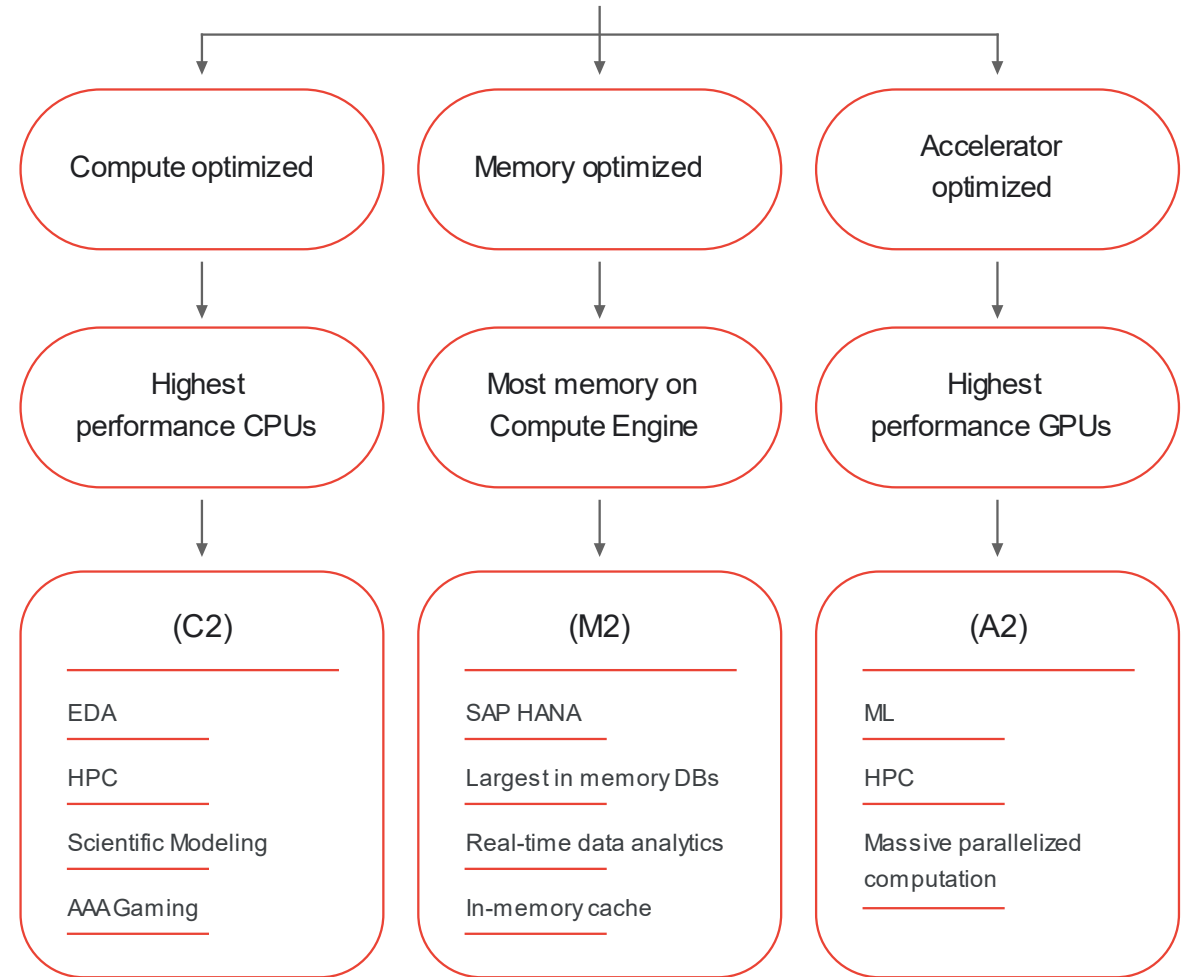 Compute optimized
Memory optimized
Accelerator
optimized
Highest
performance CPUs
Most memory on
Compute Engine
Highest
performance GPUs
(C2)
EDA
HPC
Scientific Modeling
AAA Gaming
(M2)
SAP HANA
Largest in memory DBs
Real-time data analytics
In-memory cache
(A2)
ML
HPC
Massive parallelized
computation